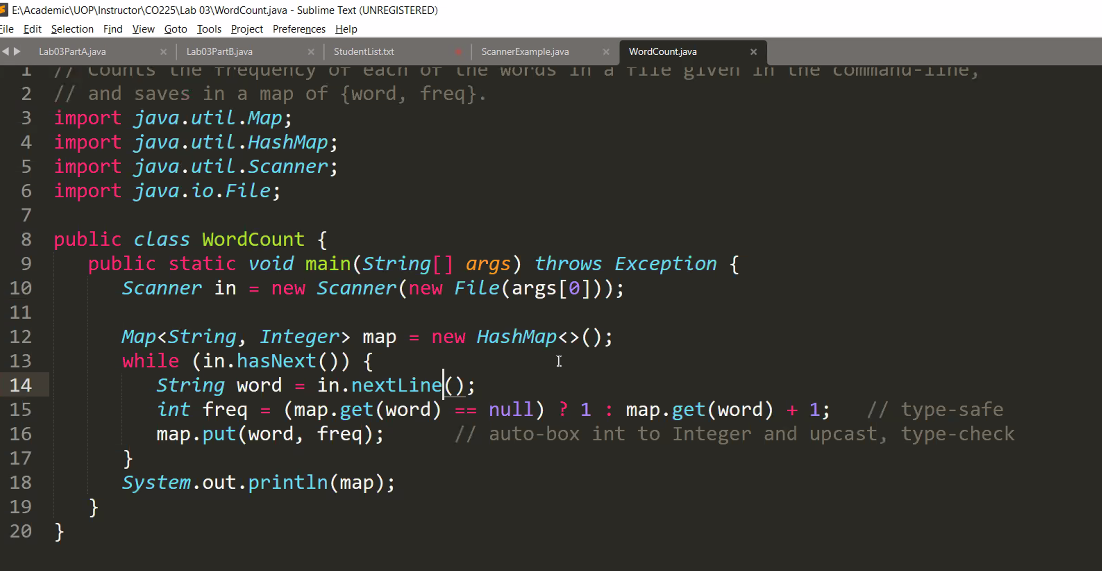 E:\Academic\UOP\Instructor\CO225\Lab 03\WordCount.java - Sublime Text (UNREGISTERED)
File Edit Selection Find View Goto Tools Project Preferences Help
Lab03PartA.java × Lab03PartB.java × StudentList.txt × ScannerExample.java × WordCount.java ×
1 // Counts the frequency of each of the words in a file given in the command-line,
2 // and saves in a map of {word, freq}.
3 import java.util.Map;
4 import java.util.HashMap;
5 import java.util.Scanner;
6 import java.io.File;
7
8 public class WordCount {
9 public static void main(String[] args) throws Exception {
10 Scanner in = new Scanner(new File(args[0]));
11
12 Map<String, Integer> map = new HashMap<>();
13 while (in.hasNext()) {
14 String word = in.nextLine();
15 int freq = (map.get(word) == null) ? 1 : map.get(word) + 1; // type-safe
16 map.put(word, freq); // auto-box int to Integer and upcast, type-check
17 }
18 System.out.println(map);
19 }
20 }